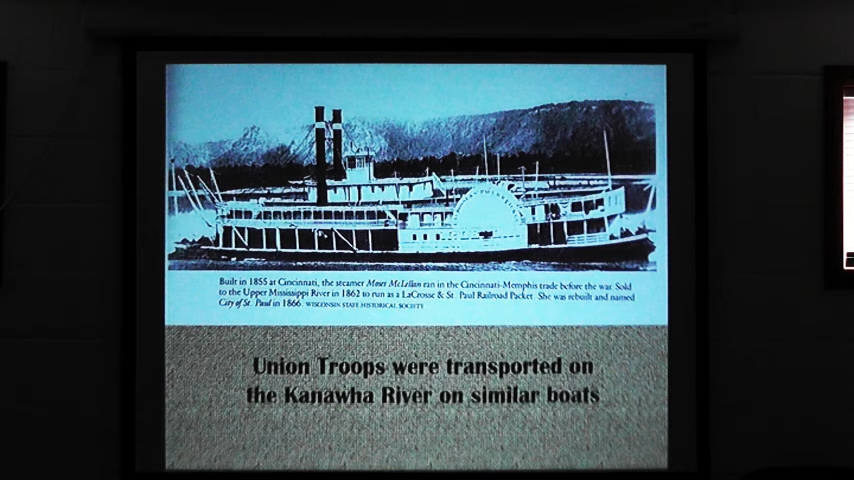 Built in 1855 at Cincinnati, the steamer Moses McLellan ran in the Cincinnati-Memphis trade before the war. Sold
to the Upper Mississippi River in 1862 to run as a LaCrosse & St. Paul Railroad Packet. She was rebuilt and named
City of St. Paul in 1866. WISCONSIN STATE HISTORICAL SOCIETY
Union Troops were transported on
the Kanawha River on similar boats